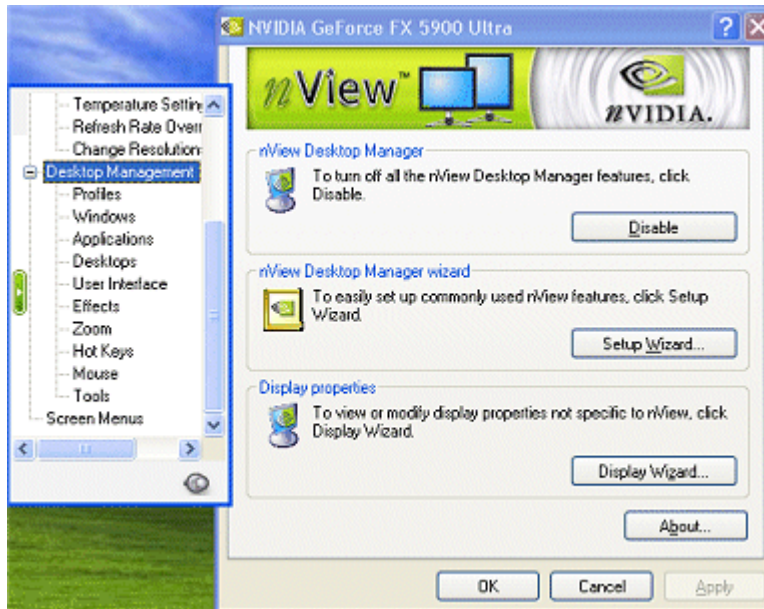 NVIDIA GeForce FX 5900 Ultra
nView™
nVIDIA.
Temperature Setting
Refresh Rate Overr
Change Resolution
Desktop Management
Profiles
Windows
Applications
Desktops
User Interface
Effects
Zoom
Hot Keys
Mouse
Tools
Screen Menus
nView Desktop Manager
To turn off all the nView Desktop Manager features, click
Disable.
Disable
nView Desktop Manager wizard
To easily set up commonly used nView features, click Setup
Wizard.
Setup Wizard...
Display properties
To view or modify display properties not specific to nView, click
Display Wizard.
Display Wizard...
About...
OK
Cancel
Apply